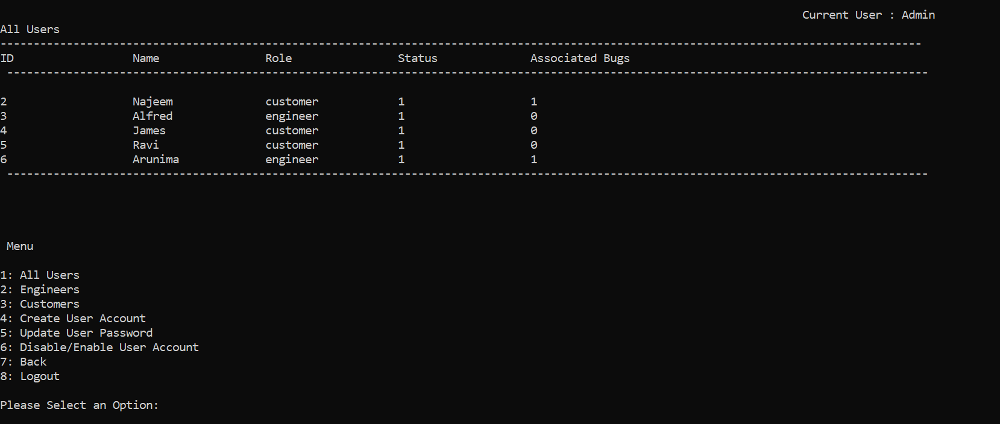 Current User : Admin
All Users
-------------------------------------------------------------------------------------------------------------------------------------------
ID Name Role Status Associated Bugs
-------------------------------------------------------------------------------------------------------------------------------------------
2 Najeem customer 1 1
3 Alfred engineer 1 0
4 James customer 1 0
5 Ravi customer 1 0
6 Arunima engineer 1 1
-------------------------------------------------------------------------------------------------------------------------------------------
Menu
1: All Users
2: Engineers
3: Customers
4: Create User Account
5: Update User Password
6: Disable/Enable User Account
7: Back
8: Logout
Please Select an Option: